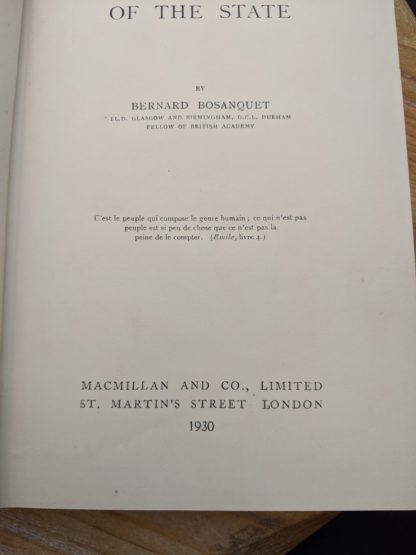 OF THE STATE
BY
BERNARD BOSANQUET
LL.D. GLASGOW AND BIRMINGHAM, D.C.L. DURHAM
FELLOW OF BRITISH ACADEMY
C'est le peuple qui compose le genre humain; ce qui n'est pas
peuple est si peu de chose que ce n'est pas la
peine de le compter. (Émile, livre 4.)
MACMILLAN AND CO., LIMITED
ST. MARTIN'S STREET LONDON
1930